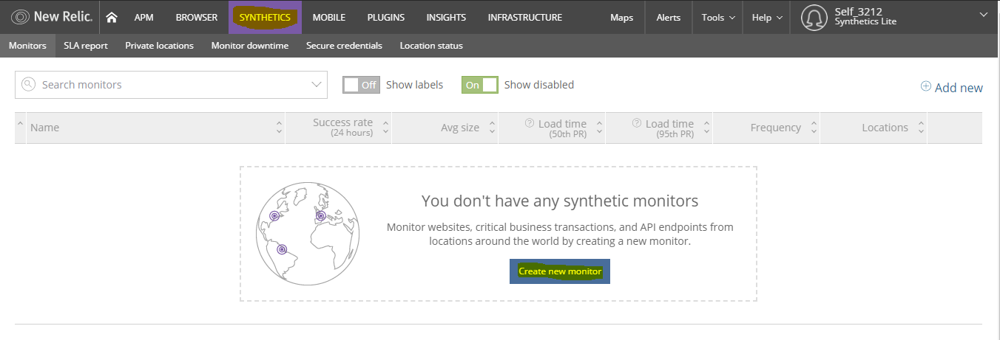 New Relic. APM BROWSER SYNTHETICS MOBILE PLUGINS INSIGHTS INFRASTRUCTURE Maps Alerts Tools Help Self_3212
Synthetics Lite
Monitors SLA report Private locations Monitor downtime Secure credentials Location status
Search monitors Off Show labels On Show disabled Add new
Name Success rate (24 hours) Avg size ? Load time (50th PR) ? Load time (95th PR) Frequency Locations
You don't have any synthetic monitors
Monitor websites, critical business transactions, and API endpoints from
locations around the world by creating a new monitor.
Create new monitor